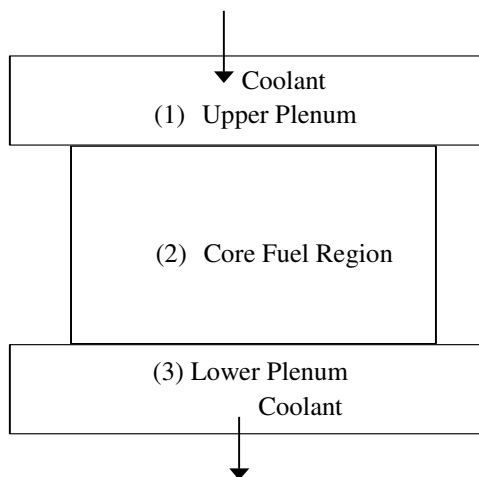 Coolant
(1) Upper Plenum
(2) Core Fuel Region
(3) Lower Plenum
Coolant